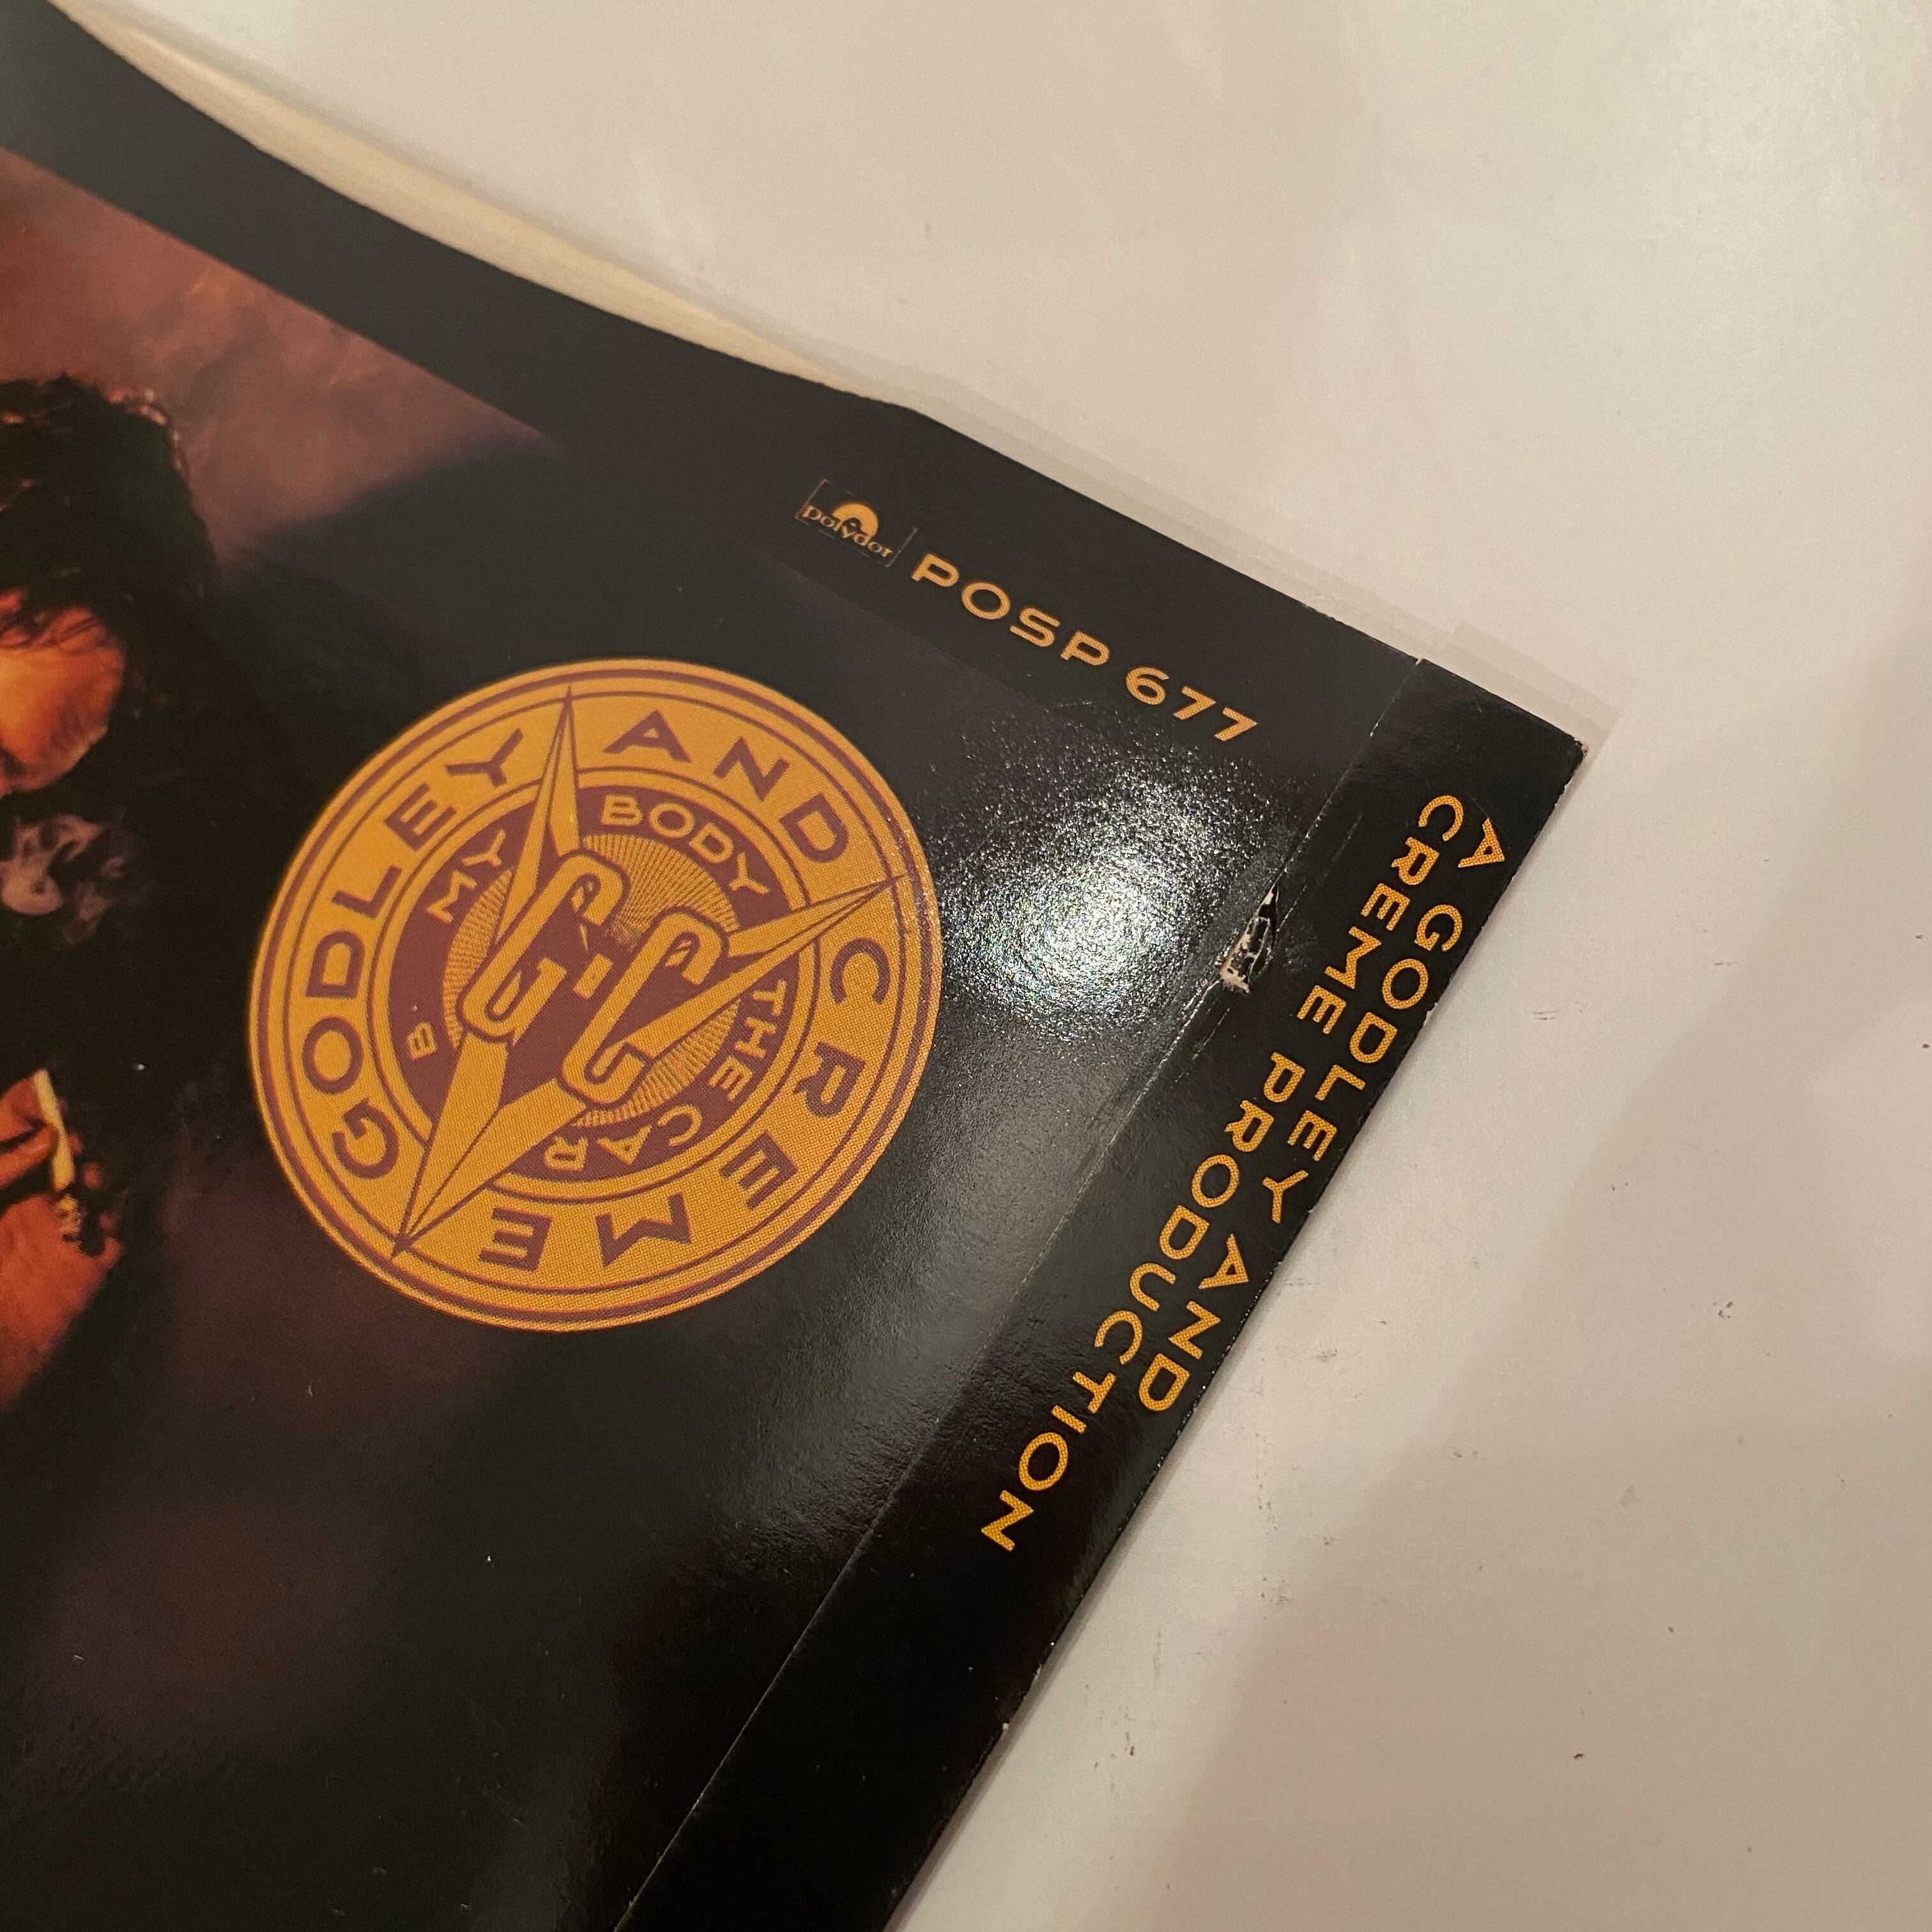 polydor
POSP 677
GODLEY AND CREME
B. MY BODY THE CAR
GC
A GODLEY AND
CREME PRODUCTION